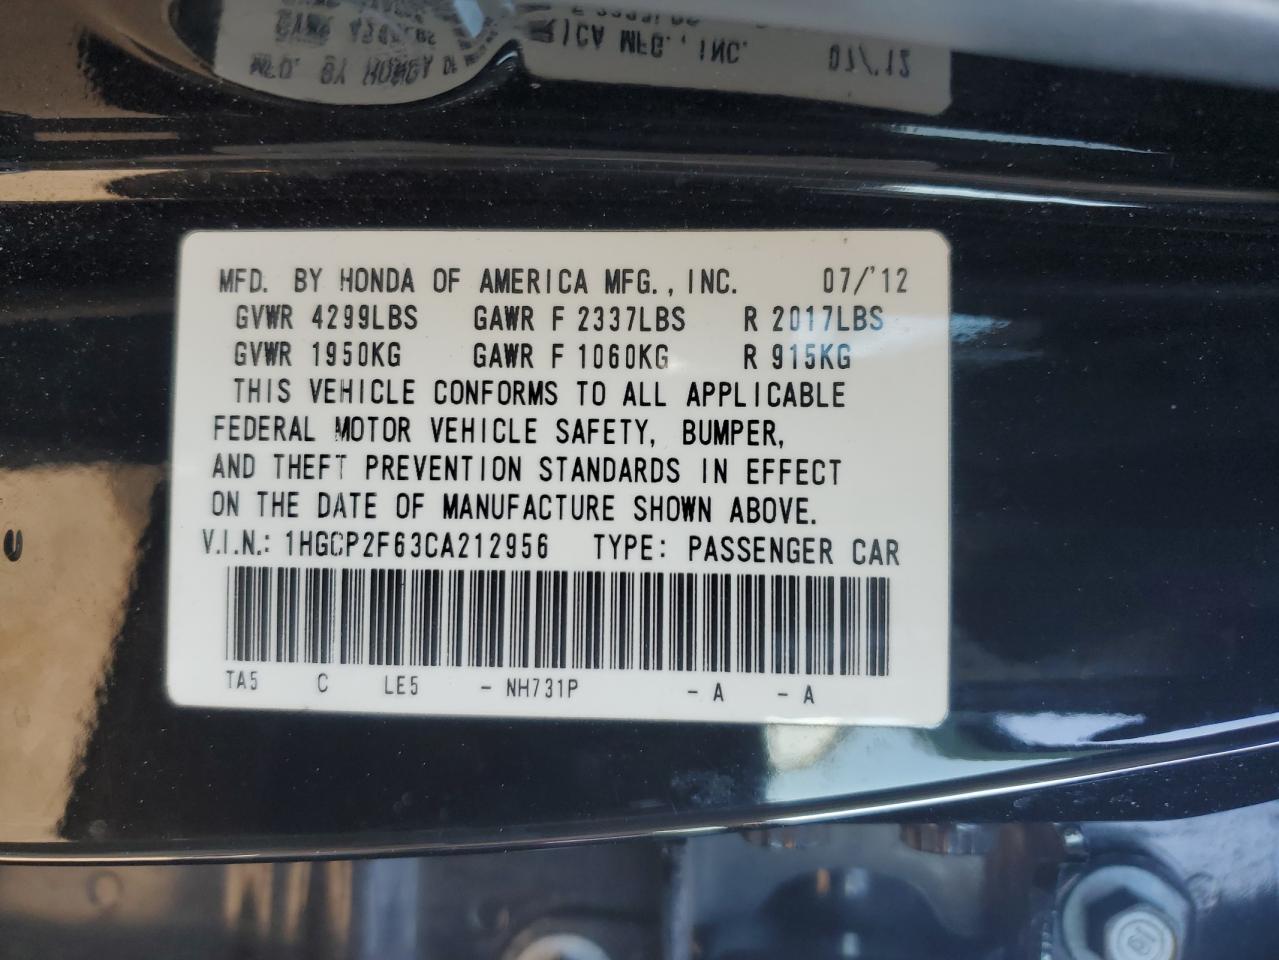 MFD. BY HONDA OF AMERICA MFG., INC. 07/'12
GVWR 4299LBS GAWR F 2337LBS R 2017LBS
GVWR 1950KG GAWR F 1060KG R 915KG
THIS VEHICLE CONFORMS TO ALL APPLICABLE
FEDERAL MOTOR VEHICLE SAFETY, BUMPER,
AND THEFT PREVENTION STANDARDS IN EFFECT
ON THE DATE OF MANUFACTURE SHOWN ABOVE.
V.I.N.: 1HGCP2F63CA212956 TYPE: PASSENGER CAR
TA5 C LE5 - NH731P - A - A